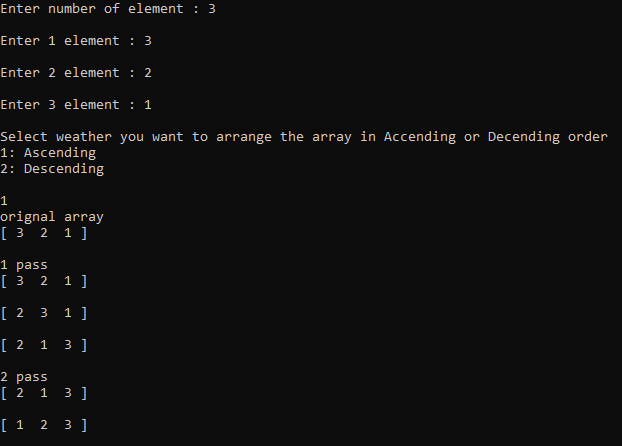 Enter number of element : 3
Enter 1 element : 3
Enter 2 element : 2
Enter 3 element : 1
Select weather you want to arrange the array in Accending or Decending order
1: Ascending
2: Descending
1
orignal array
[ 3  2  1 ]
1 pass
[ 3  2  1 ]
[ 2  3  1 ]
[ 2  1  3 ]
2 pass
[ 2  1  3 ]
[ 1  2  3 ]